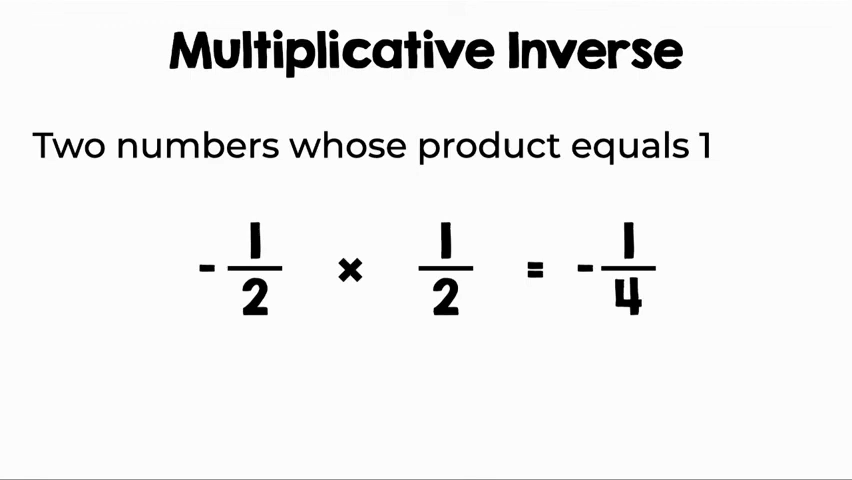 Multiplicative Inverse
Two numbers whose product equals 1
- 1/2 × 1/2 = - 1/4